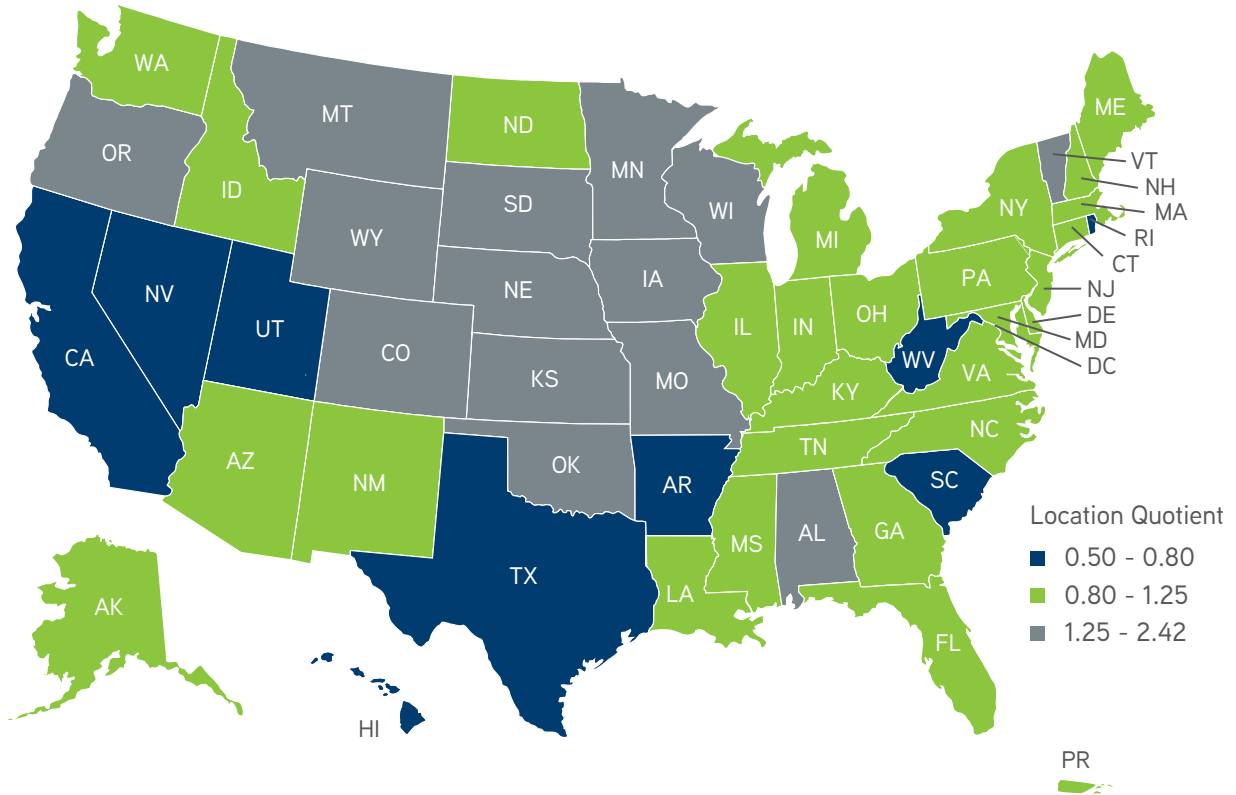 WA
MT
ND
ME
OR
MN
VT
ID
SD
WI
NY
NH
MA
WY
MI
RI
CT
NV
NE
IA
PA
NJ
UT
IL
IN
OH
DE
MD
CA
CO
KS
MO
WV
VA
DC
KY
NC
AZ
NM
OK
AR
TN
SC
MS
AL
GA
TX
LA
AK
FL
HI
PR
Location Quotient
0.50 - 0.80
0.80 - 1.25
1.25 - 2.42